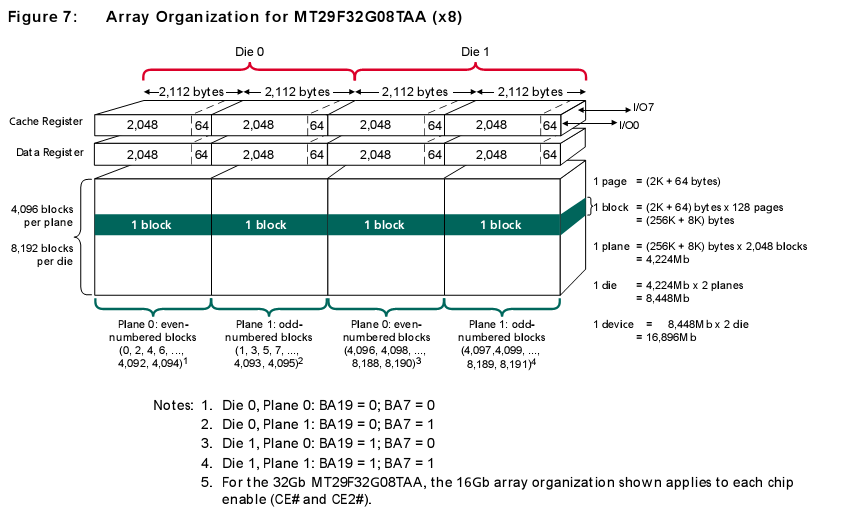 Figure 7: Array Organization for MT29F32G08TAA (x8)
Die 0 Die 1
2,112 bytes 2,112 bytes 2,112 bytes 2,112 bytes
I/O7
Cache Register 2,048 64 2,048 64 2,048 64 2,048 64 I/O0
Data Register 2,048 64 2,048 64 2,048 64 2,048 64
1 page = (2K + 64 bytes)
4,096 blocks
per plane
8,192 blocks
per die
1 block 1 block 1 block 1 block
1 block = (2K + 64) bytes x 128 pages
= (256K + 8K) bytes
1 plane = (256K + 8K) bytes x 2,048 blocks
= 4,224Mb
1 die = 4,224Mb x 2 planes
= 8,448Mb
1 device = 8,448Mb x 2 die
= 16,896Mb
Plane 0: even-
numbered blocks
(0, 2, 4, 6, ...,
4,092, 4,094)1
Plane 1: odd-
numbered blocks
(1, 3, 5, 7, ...,
4,093, 4,095)2
Plane 0: even-
numbered blocks
(4,096, 4,098, ...,
8,188, 8,190)3
Plane 1: odd-
numbered blocks
(4,097,4,099, ...,
8,189, 8,191)4
Notes: 1. Die 0, Plane 0: BA19 = 0; BA7 = 0
2. Die 0, Plane 1: BA19 = 0; BA7 = 1
3. Die 1, Plane 0: BA19 = 1; BA7 = 0
4. Die 1, Plane 1: BA19 = 1; BA7 = 1
5. For the 32Gb MT29F32G08TAA, the 16Gb array organization shown applies to each chip
enable (CE# and CE2#).